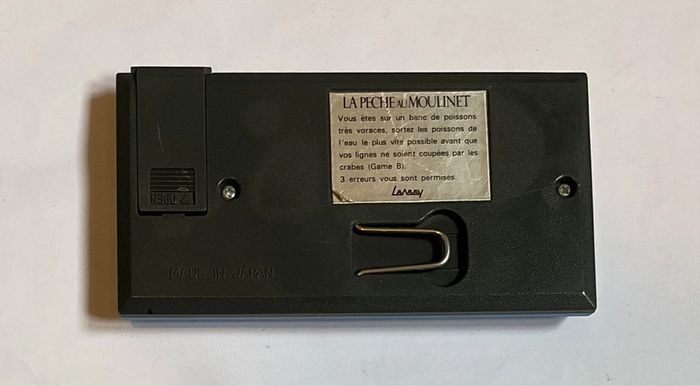 LA PECHE AU MOULINET
Vous êtes sur un banc de poissons
très voraces, sortez les poissons de
l'eau le plus vite possible avant que
vos lignes ne soient coupées par les
crabes (Game B).
3 erreurs vous sont permises.
Lansay
OPEN
MADE IN JAPAN